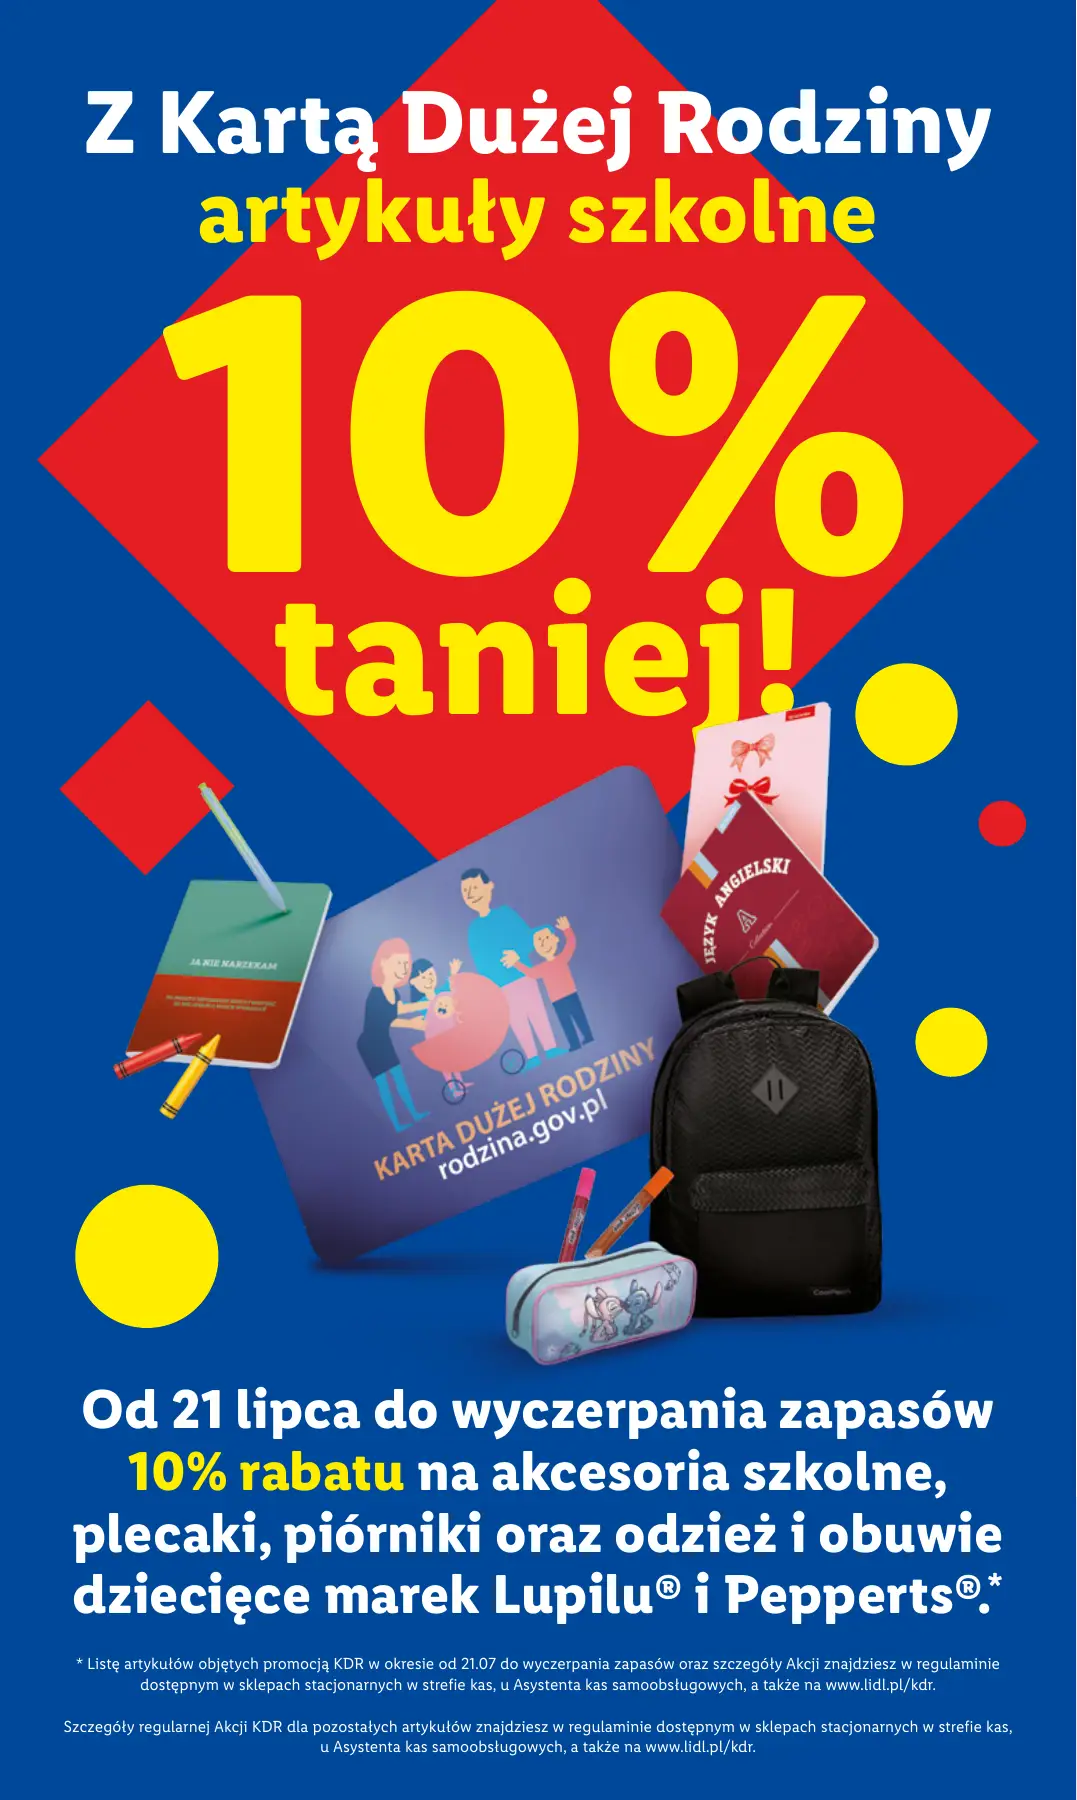 Z Kartą Dużej Rodziny
artykuły szkolne
10%
taniej!
JĘZYK ANGIELSKI
A
Collection
JA NIE NARZEKAM
KARTA DUŻEJ RODZINY
rodzina.gov.pl
Od 21 lipca do wyczerpania zapasów
10% rabatu na akcesoria szkolne,
plecaki, piórniki oraz odzież i obuwie
dziecięce marek Lupilu® i Pepperts®.*
* Listę artykułów objętych promocją KDR w okresie od 21.07 do wyczerpania zapasów oraz szczegóły Akcji znajdziesz w regulaminie
dostępnym w sklepach stacjonarnych w strefie kas, u Asystenta kas samoobsługowych, a także na www.lidl.pl/kdr.
Szczegóły regularnej Akcji KDR dla pozostałych artykułów znajdziesz w regulaminie dostępnym w sklepach stacjonarnych w strefie kas,
u Asystenta kas samoobsługowych, a także na www.lidl.pl/kdr.